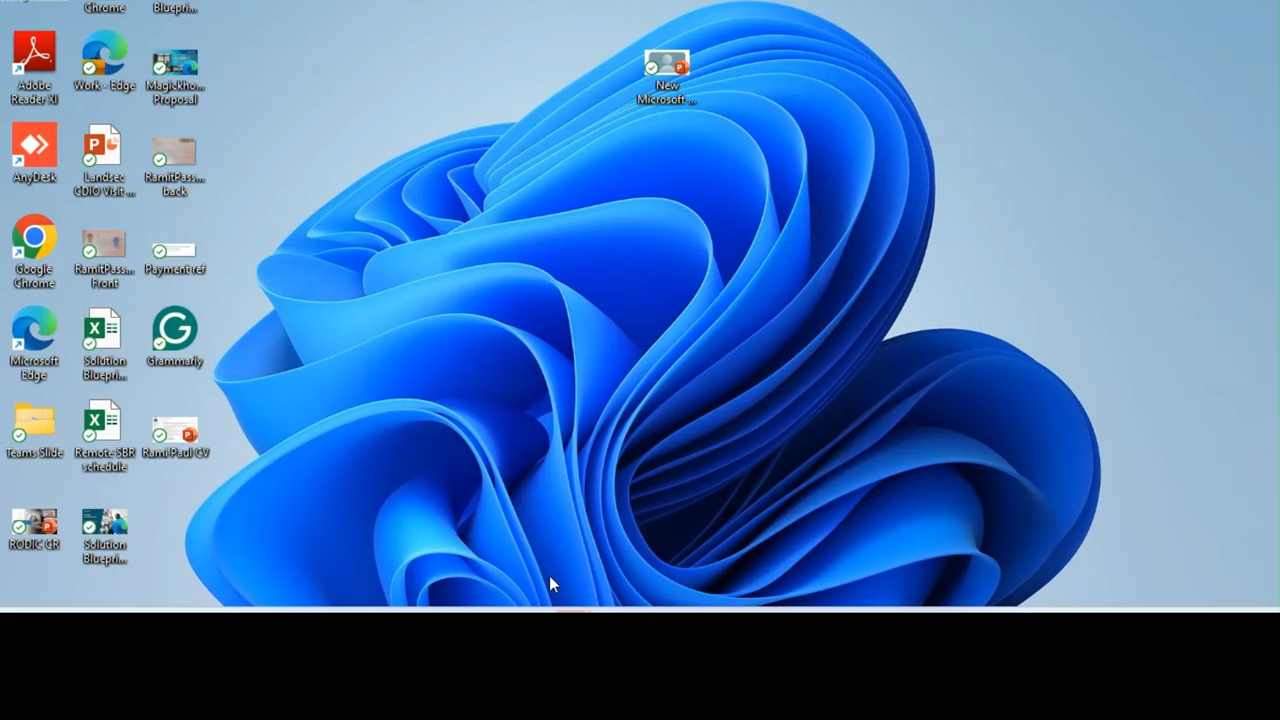 Chrome
Bluepri...
Adobe
Reader XI
Work - Edge
Magickho...
Proposal
New
Microsoft ...
AnyDesk
Landsec
CDIO Visit ...
RamitPass...
back
Google
Chrome
RamitPass...
Front
Payment ref
Microsoft
Edge
Solution
Bluepri...
Grammarly
Teams Slide
Remote SBR
schedule
Rami Paul CV
RODIC CR
Solution
Bluepri...